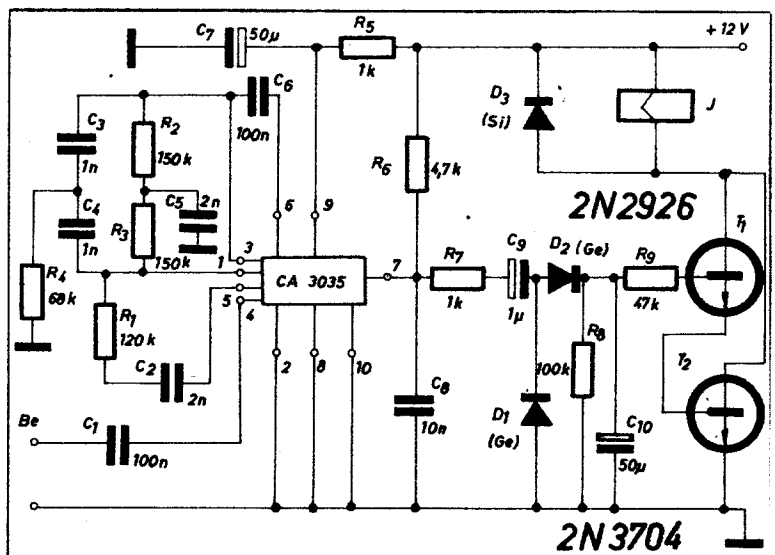 C7 50µ R5 1k + 12 V
C6 100n
C3 1n R2 150k
D3 (Si) J
R6 4,7k
C5 2n
C4 1n R3 150k
6 9
2N2926
R4 68k
3
1
5
4
CA 3035
7
R7 1k
C9 1µ
D2 (Ge)
R9 47k
T1
R1 120k
C2 2n
2 8 10
R8 100k
T2
C8 10n
D1 (Ge)
C10 50µ
Be
C1 100n
2N3704